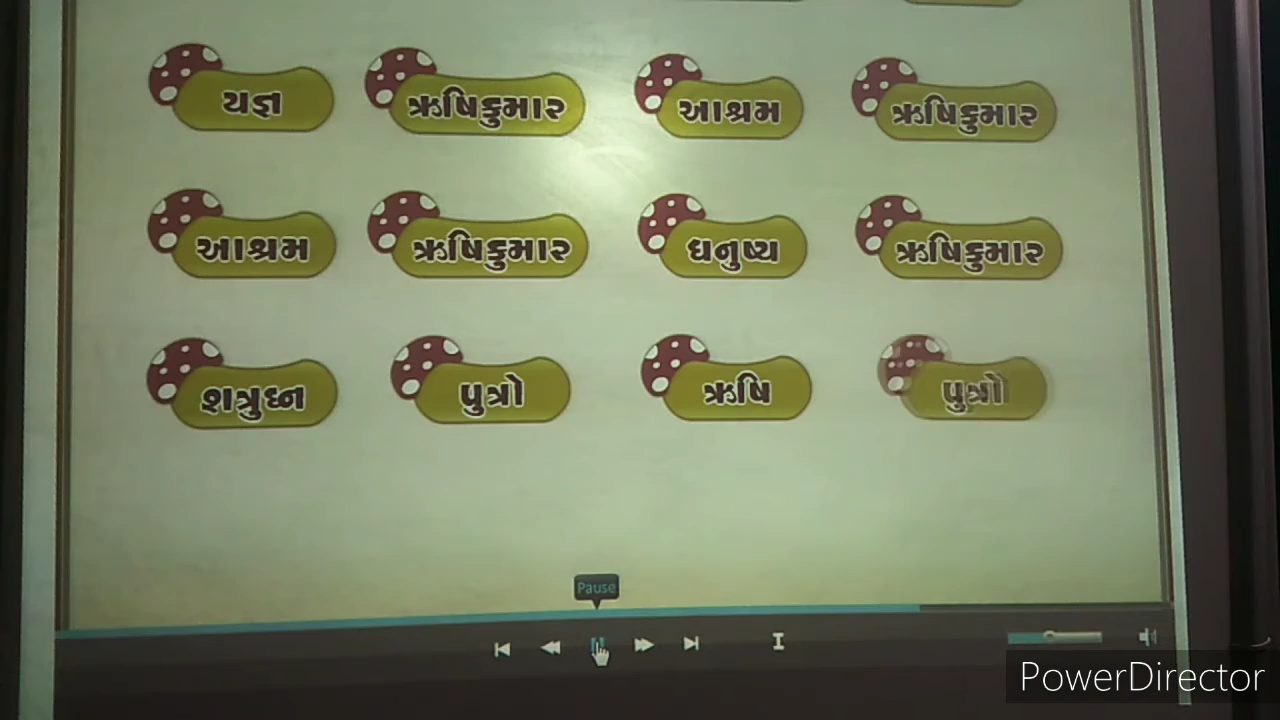 યજ્ઞ ઋષિકુમાર આશ્રમ ઋષિકુમાર
આશ્રમ ઋષિકુમાર ધનુષ્ય ઋષિકુમાર
શત્રુઘ્ન પુત્રો ઋષિ પુત્રો
Pause
PowerDirector